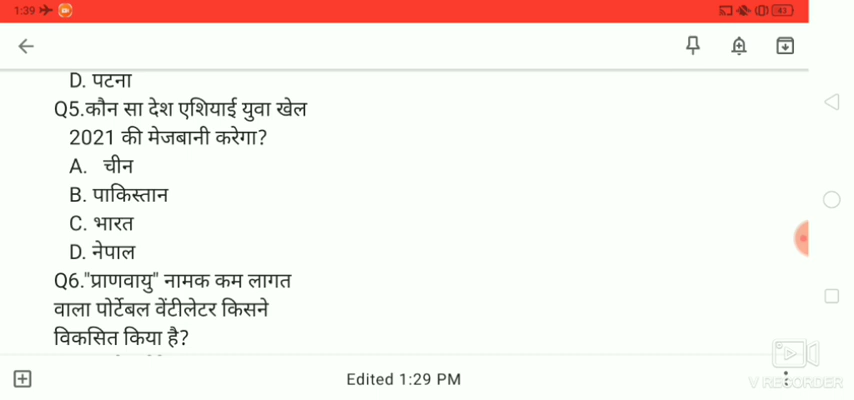 1:39
D. पटना
Q5.कौन सा देश एशियाई युवा खेल
2021 की मेजबानी करेगा?
A. चीन
B. पाकिस्तान
C. भारत
D. नेपाल
Q6."प्राणवायु" नामक कम लागत
वाला पोर्टेबल वेंटीलेटर किसने
विकसित किया है?
Edited 1:29 PM
V RECORDER